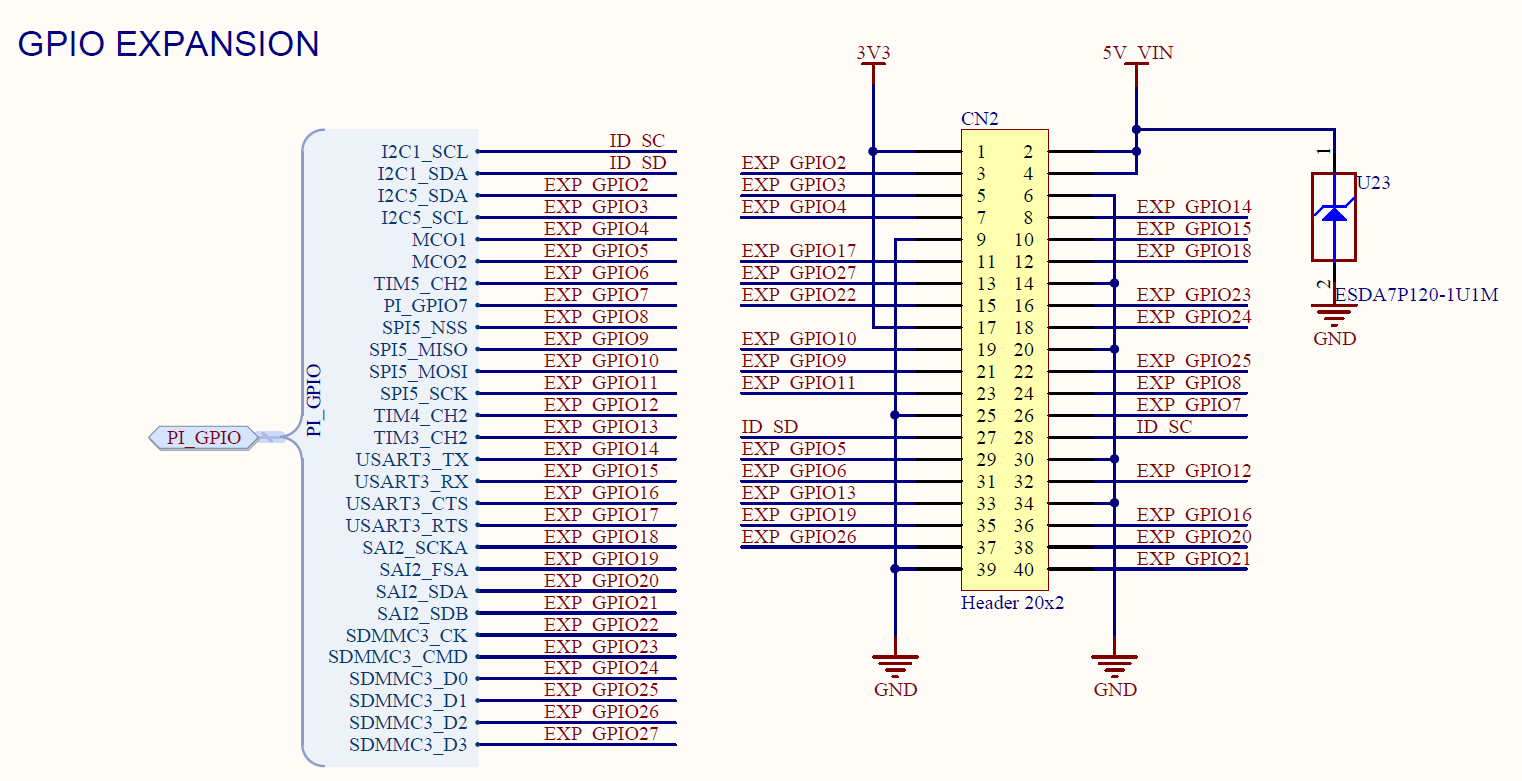 GPIO EXPANSION
3V3
5V_VIN
CN2
PI_GPIO
PI_GPIO
I2C1_SCL ID_SC
I2C1_SDA ID_SD
I2C5_SDA EXP_GPIO2
I2C5_SCL EXP_GPIO3
MCO1 EXP_GPIO4
MCO2 EXP_GPIO5
TIM5_CH2 EXP_GPIO6
PI_GPIO7 EXP_GPIO7
SPI5_NSS EXP_GPIO8
SPI5_MISO EXP_GPIO9
SPI5_MOSI EXP_GPIO10
SPI5_SCK EXP_GPIO11
TIM4_CH2 EXP_GPIO12
TIM3_CH2 EXP_GPIO13
USART3_TX EXP_GPIO14
USART3_RX EXP_GPIO15
USART3_CTS EXP_GPIO16
USART3_RTS EXP_GPIO17
SAI2_SCKA EXP_GPIO18
SAI2_FSA EXP_GPIO19
SAI2_SDA EXP_GPIO20
SAI2_SDB EXP_GPIO21
SDMMC3_CK EXP_GPIO22
SDMMC3_CMD EXP_GPIO23
SDMMC3_D0 EXP_GPIO24
SDMMC3_D1 EXP_GPIO25
SDMMC3_D2 EXP_GPIO26
SDMMC3_D3 EXP_GPIO27
1 2
EXP_GPIO2 3 4
EXP_GPIO3 5 6
EXP_GPIO4 7 8 EXP_GPIO14
9 10 EXP_GPIO15
EXP_GPIO17 11 12 EXP_GPIO18
EXP_GPIO27 13 14
EXP_GPIO22 15 16 EXP_GPIO23
17 18 EXP_GPIO24
EXP_GPIO10 19 20
EXP_GPIO9 21 22 EXP_GPIO25
EXP_GPIO11 23 24 EXP_GPIO8
25 26 EXP_GPIO7
ID_SD 27 28 ID_SC
EXP_GPIO5 29 30
EXP_GPIO6 31 32 EXP_GPIO12
EXP_GPIO13 33 34
EXP_GPIO19 35 36 EXP_GPIO16
EXP_GPIO26 37 38 EXP_GPIO20
39 40 EXP_GPIO21
Header 20x2
GND
GND
1
U23
2
ESDA7P120-1U1M
GND